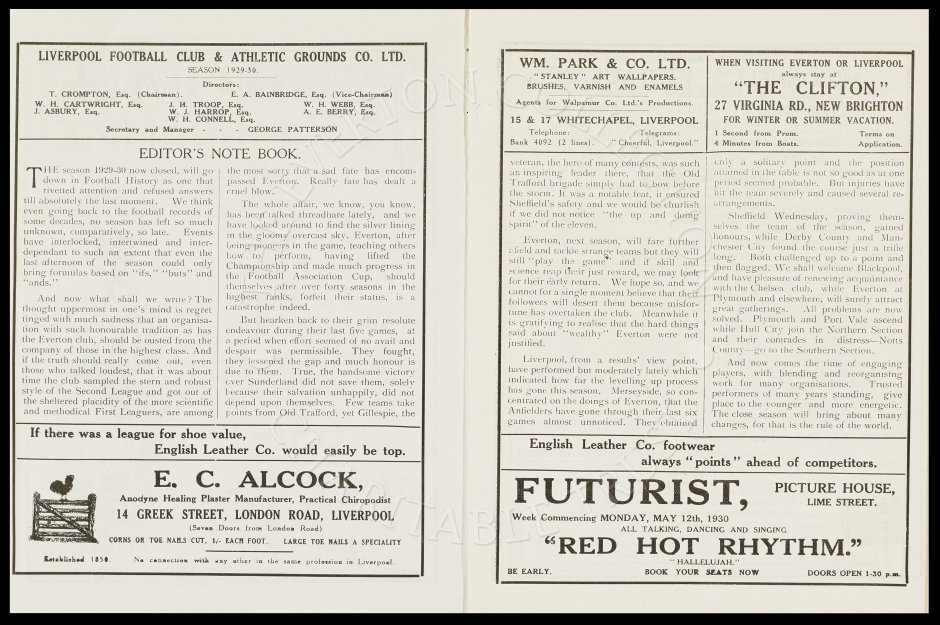 LIVERPOOL FOOTBALL CLUB & ATHLETIC GROUNDS CO. LTD.
SEASON 1929-30.
Directors:
T. CROMPTON, Esq. (Chairman). E. A. BAINBRIDGE, Esq. (Vice-Chairman)
W. H. CARTWRIGHT, Esq. J. H. TROOP, Esq. W. H. WEBB, Esq.
J. ASBURY, Esq. W. J. HARROP, Esq. A. E. BERRY, Esq.
W. H. CONNELL, Esq.
Secretary and Manager - - - GEORGE PATTERSON
EDITOR'S NOTE BOOK.
THE season 1929-30 now closed, will go
down in Football History as one that
rivetted attention and refused answers
till absolutely the last moment. We think
even going back to the football records of
some decades, no season has left so much
unknown, comparatively, so late. Events
have interlocked, intertwined and inter-
dependant to such an extent that even the
last afternoon of the season could only
bring formulas based on "ifs," "buts" and
"ands."
And now what shall we write? The
thought uppermost in one's mind is regret
tinged with much sadness that an organisa-
tion with such honourable tradition as has
the Everton club, should be ousted from the
company of those in the highest class. And
if the truth should really come out, even
those who talked loudest, that it was about
time the club sampled the stern and robust
style of the Second League and got out of
the sheltered placidity of the more scientific
and methodical First Leaguers, are among
the most sorry that a sad fate has encom-
passed Everton. Really fate has dealt a
cruel blow.
The whole affair, we know, you know,
has been talked threadbare lately, and we
have looked around to find the silver lining
in the gloomy overcast sky. Everton, after
being pioneers in the game, teaching others
how to perform, having lifted the
Championship and made much progress in
the Football Association Cup, should
themselves after over forty seasons in the
highest ranks, forfeit their status, is a
catastrophe indeed.
But hearken back to their grim resolute
endeavour during their last five games, at
a period when effort seemed of no avail and
despair was permissible. They fought,
they lessened the gap and much honour is
due to them. True, the handsome victory
over Sunderland did not save them, solely
because their salvation unhappily, did not
depend upon themselves. Few teams take
points from Old Trafford, yet Gillespie, the
If there was a league for shoe value,
English Leather Co. would easily be top.
E. C. ALCOCK,
Anodyne Healing Plaster Manufacturer, Practical Chiropodist
14 GREEK STREET, LONDON ROAD, LIVERPOOL
(Seven Doors from London Road)
CORNS OR TOE NAILS CUT, 1/- EACH FOOT. LARGE TOE NAILS A SPECIALITY
Established 1850. No connection with any other in the same profession in Liverpool.
WM. PARK & CO. LTD.
"STANLEY" ART WALLPAPERS.
BRUSHES, VARNISH AND ENAMELS
Agents for Walpamur Co. Ltd.'s Productions.
15 & 17 WHITECHAPEL, LIVERPOOL
Telephone: Telegrams:
Bank 4092 (2 lines). "Cheerful, Liverpool."
WHEN VISITING EVERTON OR LIVERPOOL
always stay at
"THE CLIFTON,"
27 VIRGINIA RD., NEW BRIGHTON
FOR WINTER OR SUMMER VACATION.
1 Second from Prom. Terms on
4 Minutes from Boats. Application.
veteran, the hero of many contests, was such
an inspiring leader there, that the Old
Trafford brigade simply had to bow before
the storm. It was a notable feat, it ensured
Sheffield's safety and we would be churlish
if we did not notice "the up and doing
spirit" of the eleven.
Everton, next season, will fare further
afield and tackle strange teams but they will
still "play the game" and if skill and
science reap their just reward, we may look
for their early return. We hope so, and we
cannot for a single moment believe that their
followers will desert them because misfor-
tune has overtaken the club. Meanwhile it
is gratifying to realise that the hard things
said about "wealthy" Everton were not
justified.
Liverpool, from a results' view point,
have performed but moderately lately which
indicated how far the levelling up process
has gone this season. Merseyside, so con-
centrated on the doings of Everton, that the
Anfielders have gone through their last six
games almost unnoticed. They obtained
only a solitary point and the position
attained in the table is not so good as at one
period seemed probable. But injuries have
hit the team severely and caused several re-
arrangements.
Sheffield Wednesday, proving them-
selves the team of the season, gained
honours, while Derby County and Man-
chester City found the course just a trifle
long. Both challenged up to a point and
then flagged. We shall welcome Blackpool,
and have pleasure of renewing acquaintance
with the Chelsea club, while Everton at
Plymouth and elsewhere, will surely attract
great gatherings. All problems are now
solved. Plymouth and Port Vale ascend
while Hull City join the Northern Section
and their comrades in distress—Notts
County—go to the Southern Section.
And now comes the time of engaging
players, with blending and reorganistng
work for many organisations. Trusted
performers of many years standing, give
place to the younger and more energetic.
The close season will bring about many
changes, for that is the rule of the world.
English Leather Co. footwear
always "points" ahead of competitors.
FUTURIST, PICTURE HOUSE,
LIME STREET.
Week Commencing MONDAY, MAY 12th, 1930
ALL TALKING, DANCING AND SINGING
"RED HOT RHYTHM."
"HALLELUJAH."
BE EARLY. BOOK YOUR SEATS NOW DOORS OPEN 1-30 p.m.